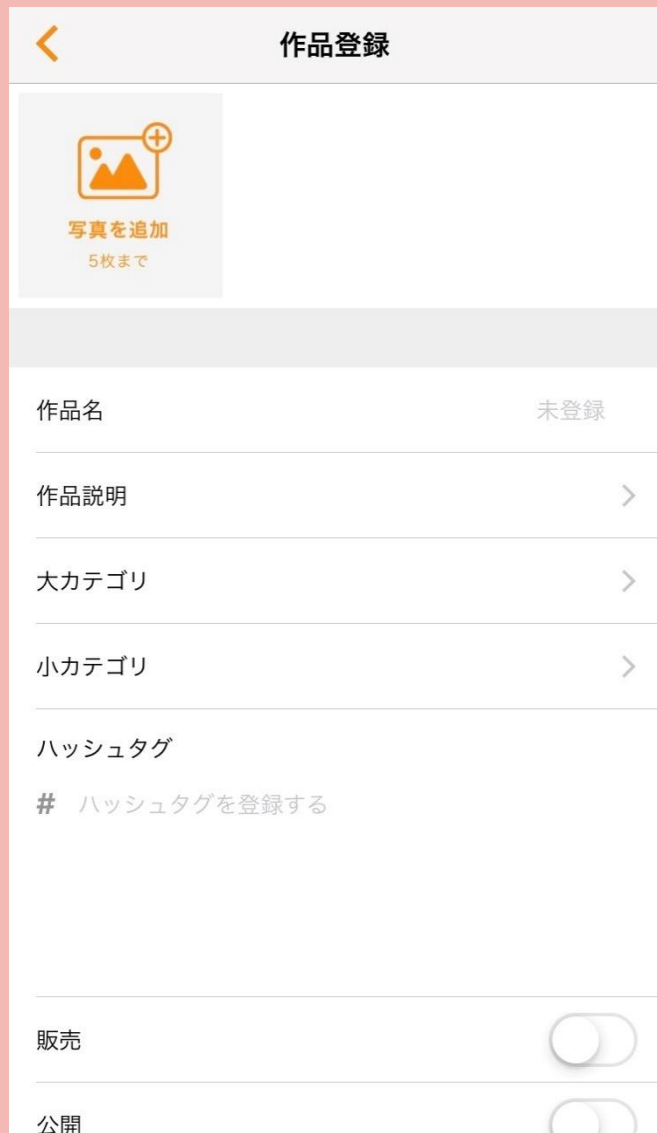 作品登録
写真を追加
5枚まで
作品名 未登録
作品説明
大カテゴリ
小カテゴリ
ハッシュタグ
# ハッシュタグを登録する
販売
公開